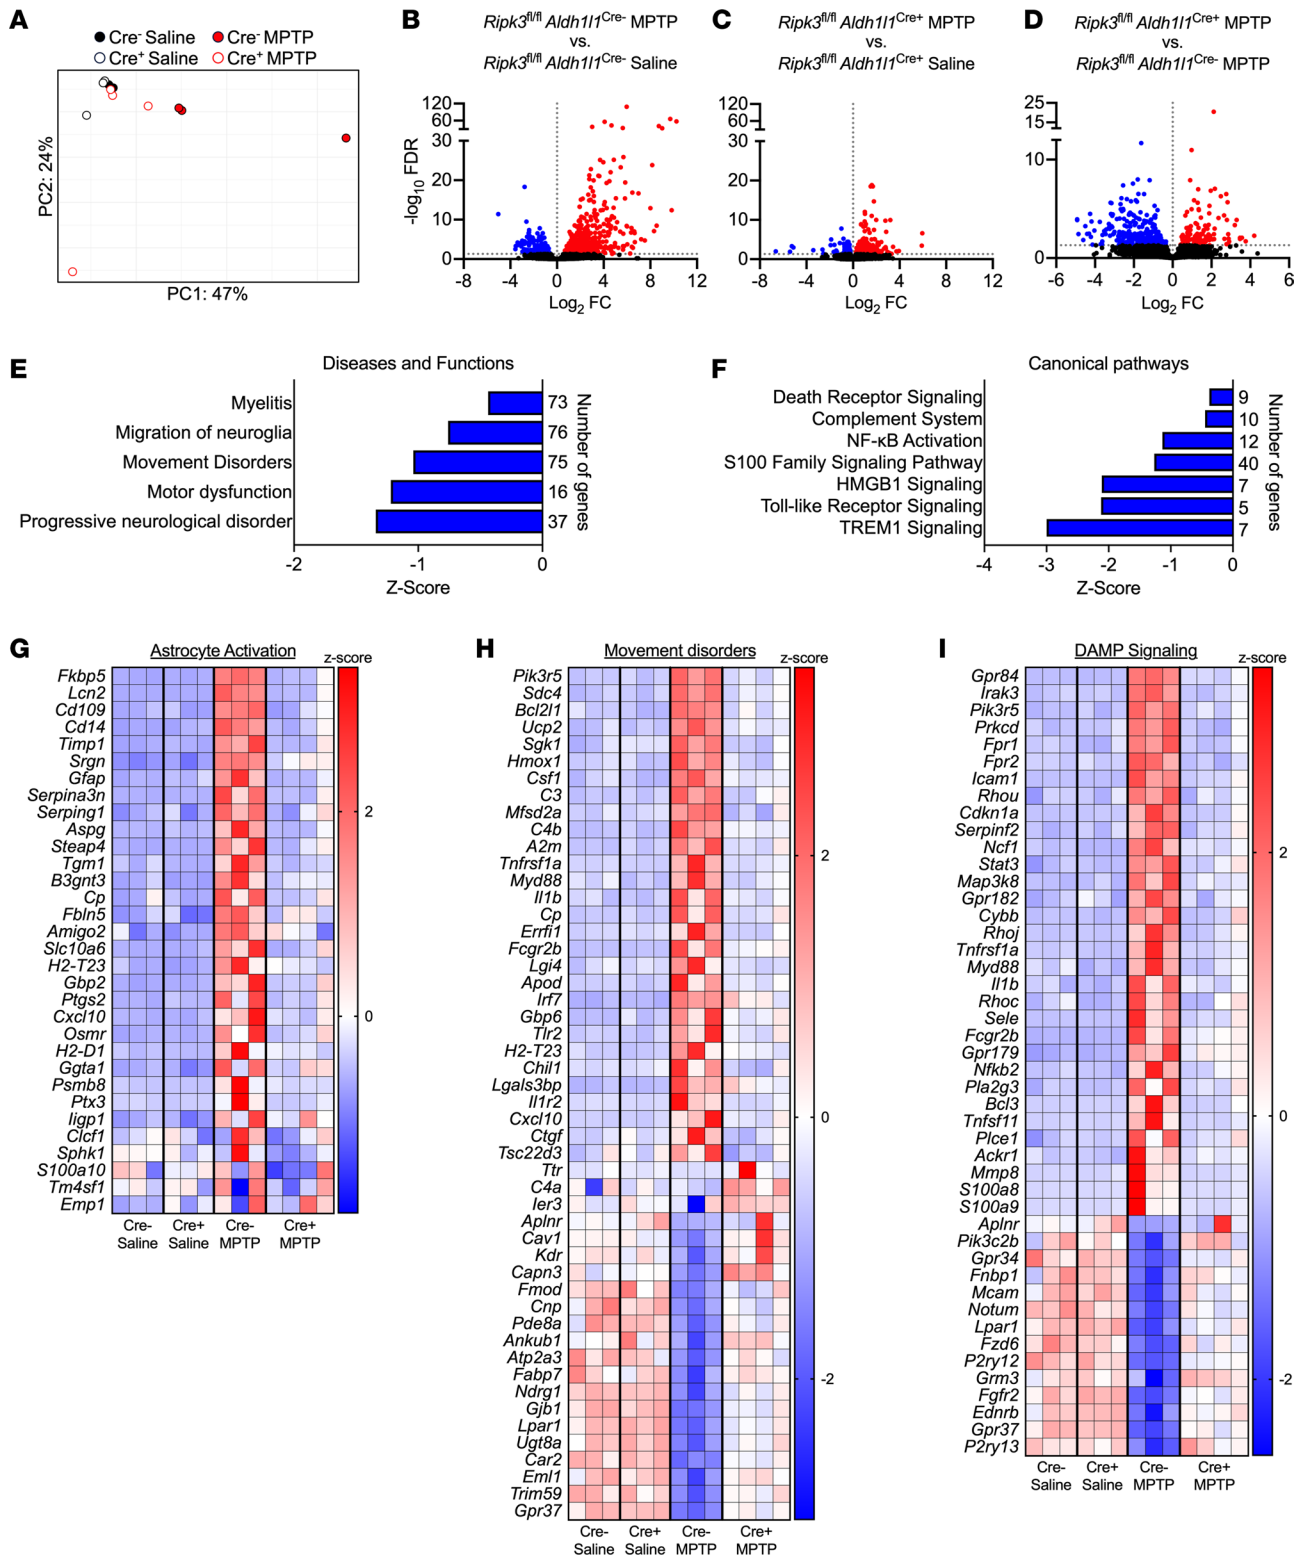 A
Cre- Saline
Cre- MPTP
Cre+ Saline
Cre+ MPTP
PC2: 24%
PC1: 47%
B
Ripk3fl/fl Aldh1l1Cre- MPTP
vs.
Ripk3fl/fl Aldh1l1Cre- Saline
-log10 FDR
120
60
30
20
10
0
-8 -4 0 4 8 12
Log2 FC
C
Ripk3fl/fl Aldh1l1Cre+ MPTP
vs.
Ripk3fl/fl Aldh1l1Cre+ Saline
120
60
30
20
10
0
-8 -4 0 4 8 12
Log2 FC
D
Ripk3fl/fl Aldh1l1Cre+ MPTP
vs.
Ripk3fl/fl Aldh1l1Cre- MPTP
25
15
10
0
-6 -4 -2 0 2 4 6
Log2 FC
E
Diseases and Functions
Myelitis 73
Migration of neuroglia 76
Movement Disorders 75
Motor dysfunction 16
Progressive neurological disorder 37
Number of genes
-2 -1 0
Z-Score
F
Canonical pathways
Death Receptor Signaling 9
Complement System 10
NF-κB Activation 12
S100 Family Signaling Pathway 40
HMGB1 Signaling 7
Toll-like Receptor Signaling 5
TREM1 Signaling 7
Number of genes
-4 -3 -2 -1 0
Z-Score
G
Astrocyte Activation
z-score
Fkbp5
Lcn2
Cd109
Cd14
Timp1
Srgn
Gfap
Serpina3n
Serping1
Aspg
Steap4
Tgm1
B3gnt3
Cp
Fbln5
Amigo2
Slc10a6
H2-T23
Gbp2
Ptgs2
Cxcl10
Osmr
H2-D1
Ggta1
Psmb8
Ptx3
Iigp1
Clcf1
Sphk1
S100a10
Tm4sf1
Emp1
2
0
Cre- Cre+ Cre- Cre+
Saline Saline MPTP MPTP
H
Movement disorders
z-score
Pik3r5
Sdc4
Bcl2l1
Ucp2
Sgk1
Hmox1
Csf1
C3
Mfsd2a
C4b
A2m
Tnfrsf1a
Myd88
Il1b
Cp
Errfi1
Fcgr2b
Lgi4
Apod
Irf7
Gbp6
Tlr2
H2-T23
Chil1
Lgals3bp
Il1r2
Cxcl10
Ctgf
Tsc22d3
Ttr
C4a
Ier3
Aplnr
Cav1
Kdr
Capn3
Fmod
Cnp
Pde8a
Ankub1
Atp2a3
Fabp7
Ndrg1
Gjb1
Lpar1
Ugt8a
Car2
Eml1
Trim59
Gpr37
2
0
-2
Cre- Cre+ Cre- Cre+
Saline Saline MPTP MPTP
I
DAMP Signaling
z-score
Gpr84
Irak3
Pik3r5
Prkcd
Fpr1
Fpr2
Icam1
Rhou
Cdkn1a
Serpinf2
Ncf1
Stat3
Map3k8
Gpr182
Cybb
Rhoj
Tnfrsf1a
Myd88
Il1b
Rhoc
Sele
Fcgr2b
Gpr179
Nfkb2
Pla2g3
Bcl3
Tnfsf11
Plce1
Ackr1
Mmp8
S100a8
S100a9
Aplnr
Pik3c2b
Gpr34
Fnbp1
Mcam
Notum
Lpar1
Fzd6
P2ry12
Grm3
Fgfr2
Ednrb
Gpr37
P2ry13
2
0
-2
Cre- Cre+ Cre- Cre+
Saline Saline MPTP MPTP